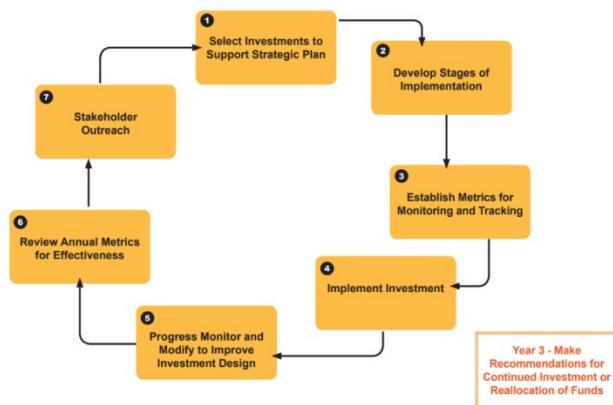 1
Select Investments to
Support Strategic Plan
2
Develop Stages of
Implementation
3
Establish Metrics for
Monitoring and Tracking
4
Implement Investment
5
Progress Monitor and
Modify to Improve
Investment Design
6
Review Annual Metrics
for Effectiveness
7
Stakeholder
Outreach
Year 3 - Make
Recommendations for
Continued Investment or
Reallocation of Funds